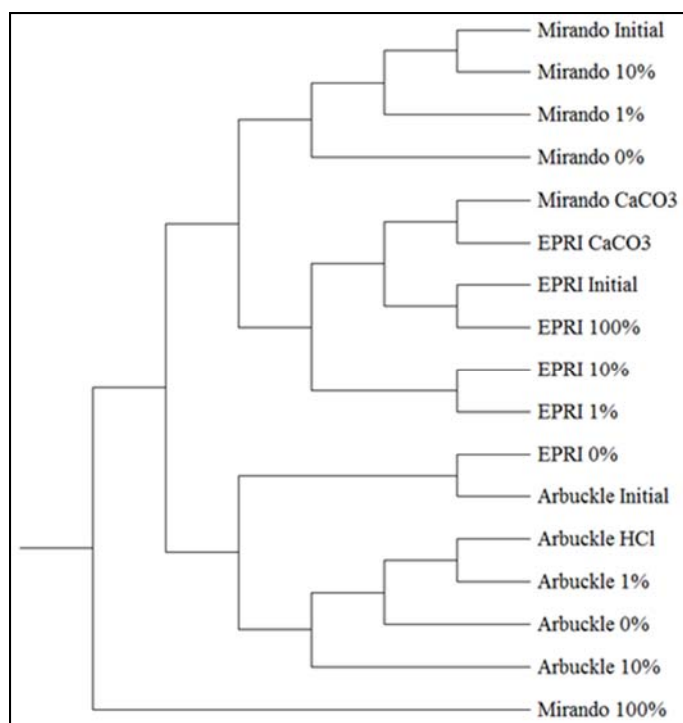 Mirando Initial
Mirando 10%
Mirando 1%
Mirando 0%
Mirando CaCO3
EPRI CaCO3
EPRI Initial
EPRI 100%
EPRI 10%
EPRI 1%
EPRI 0%
Arbuckle Initial
Arbuckle HCl
Arbuckle 1%
Arbuckle 0%
Arbuckle 10%
Mirando 100%